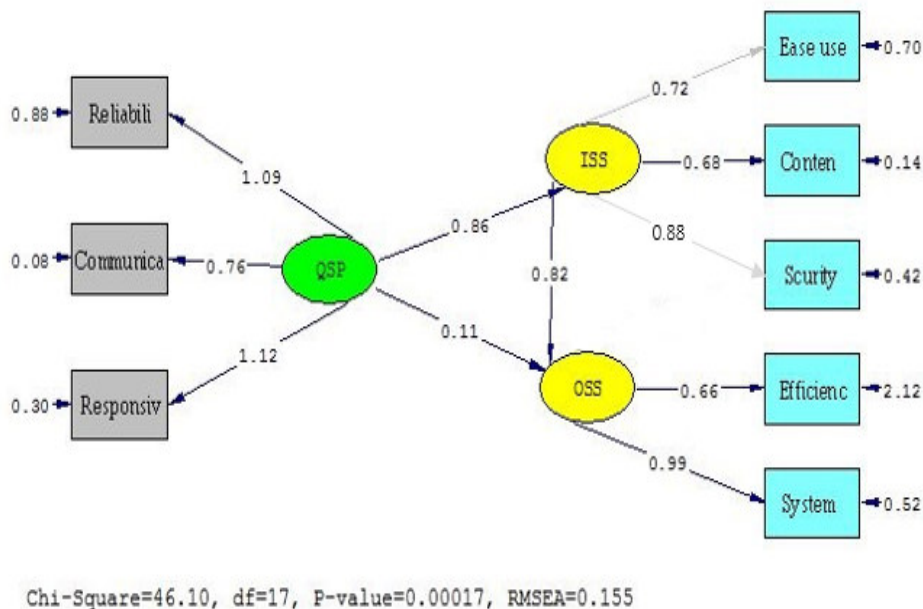 Ease use
0.70
0.72
0.88
Reliabili
1.09
ISS
0.68
Conten
0.14
0.86
0.88
0.08
Communica
0.76
QSP
0.82
Scurity
0.42
0.11
1.12
0.30
Responsiv
OSS
0.66
Efficienc
2.12
0.99
System
0.52
Chi-Square=46.10, df=17, P-value=0.00017, RMSEA=0.155